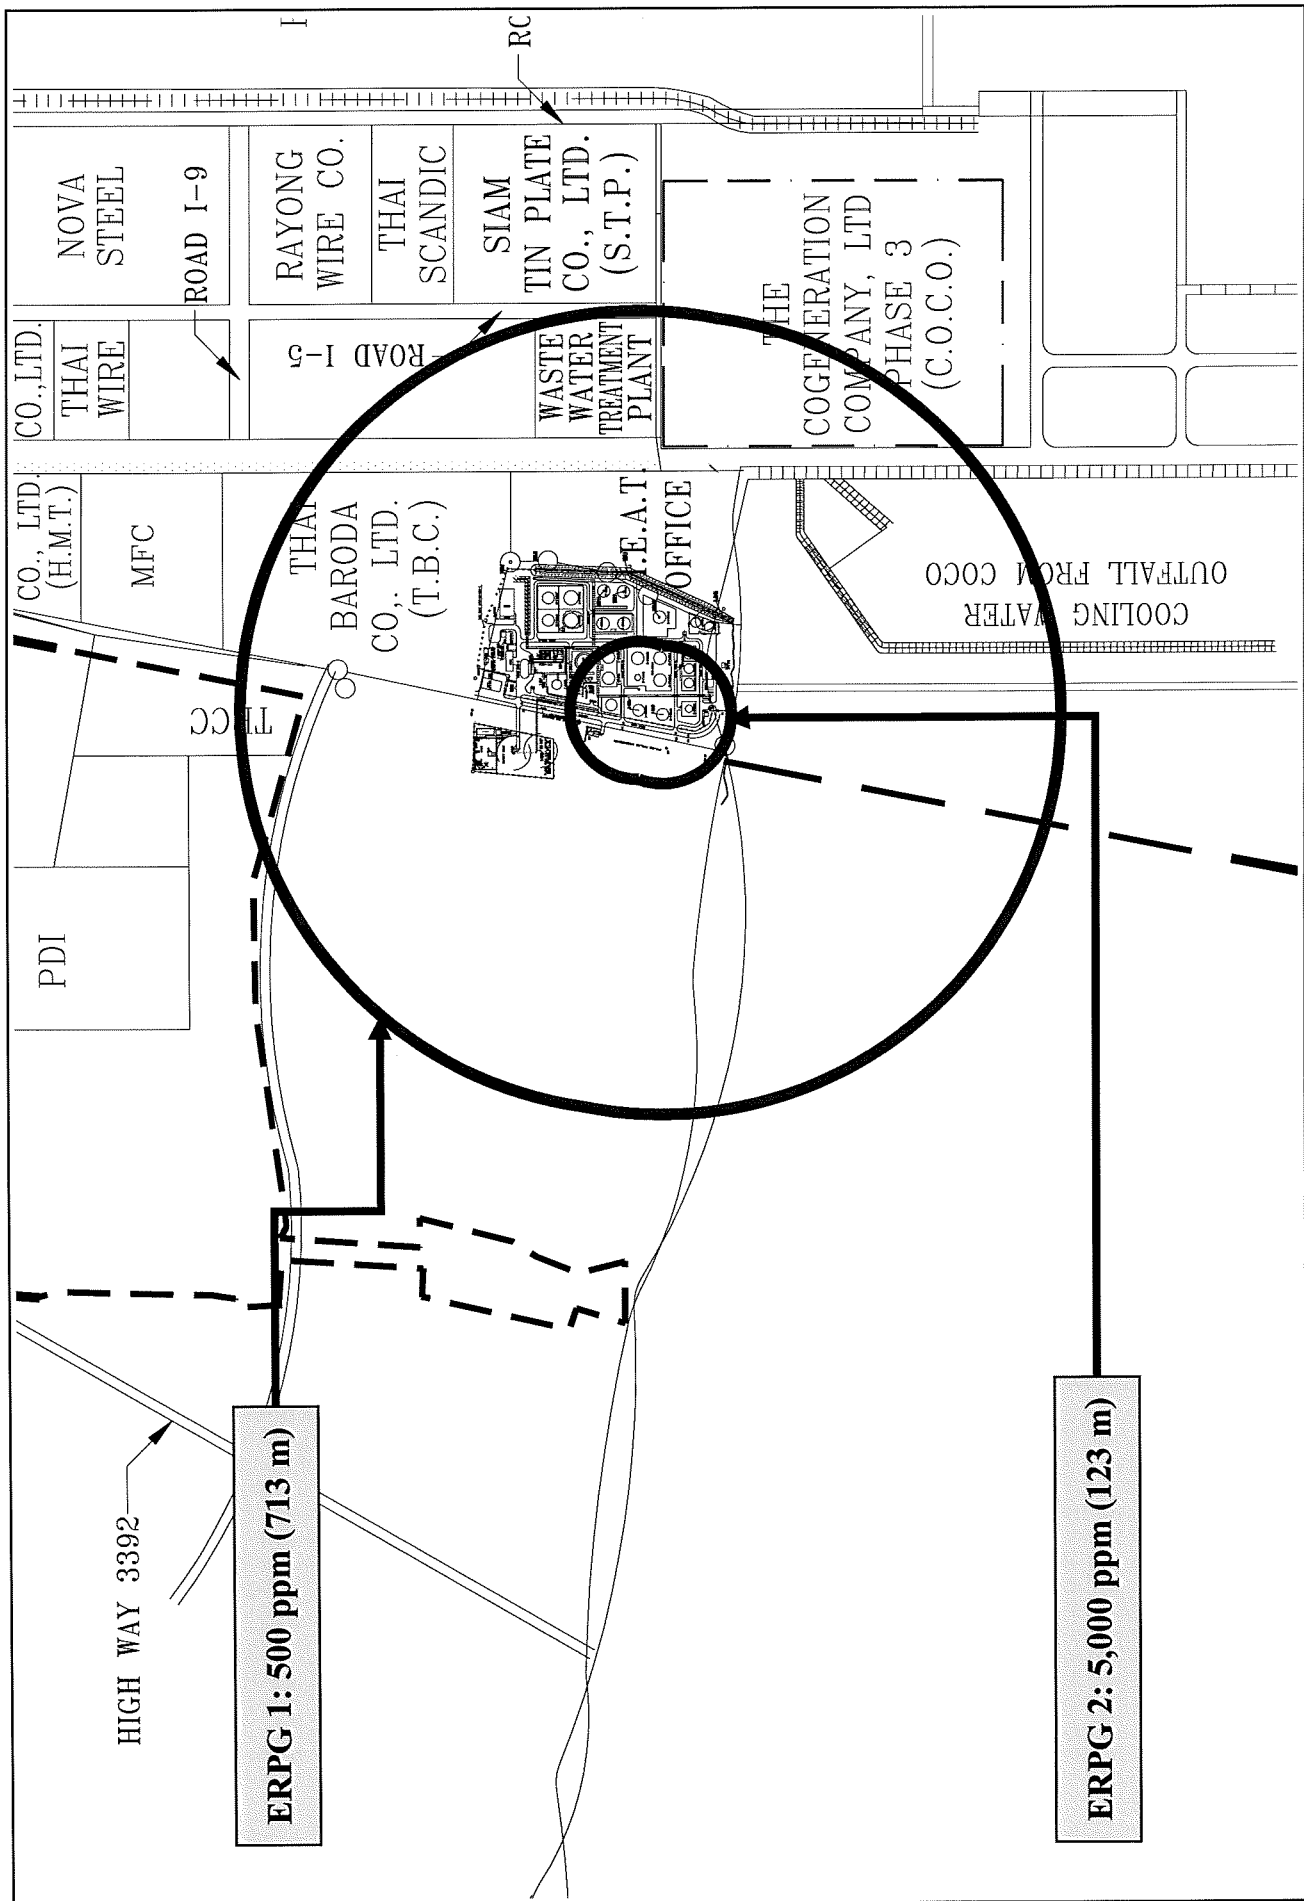 HIGH WAY 3392
ERPG 1: 500 ppm (713 m)
ERPG 2: 5,000 ppm (123 m)
PDI
CO., LTD.
(H.M.T.)
MFC
THAI
BARODA
CO,. LTD.
(T.B.C.)
.E.A.T.
OFFICE
COOLING WATER
OUTFALL FROM COCO
CO.,LTD.
THAI
WIRE
ROAD I-5
WASTE
WATER
TREATMENT
PLANT
NOVA
STEEL
ROAD I-9
RAYONG
WIRE CO.
THAI
SCANDIC
SIAM
TIN PLATE
CO., LTD.
(S.T.P.)
THE
COGENERATION
COMPANY, LTD
PHASE 3
(C.O.C.O.)
RO